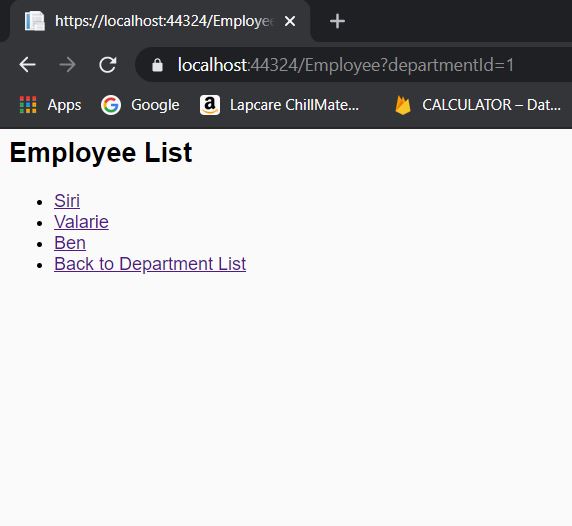 https://localhost:44324/Employee
localhost:44324/Employee?departmentId=1
Apps Google Lapcare ChillMate... CALCULATOR – Dat...
Employee List
Siri
Valarie
Ben
Back to Department List